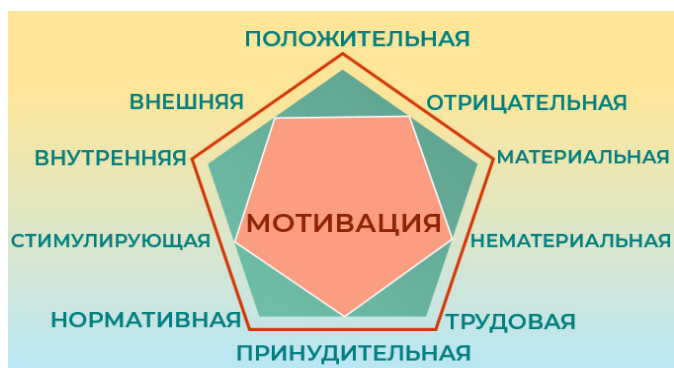 ПОЛОЖИТЕЛЬНАЯ
ВНЕШНЯЯ
ОТРИЦАТЕЛЬНАЯ
ВНУТРЕННЯЯ
МАТЕРИАЛЬНАЯ
МОТИВАЦИЯ
СТИМУЛИРУЮЩАЯ
НЕМАТЕРИАЛЬНАЯ
НОРМАТИВНАЯ
ТРУДОВАЯ
ПРИНУДИТЕЛЬНАЯ